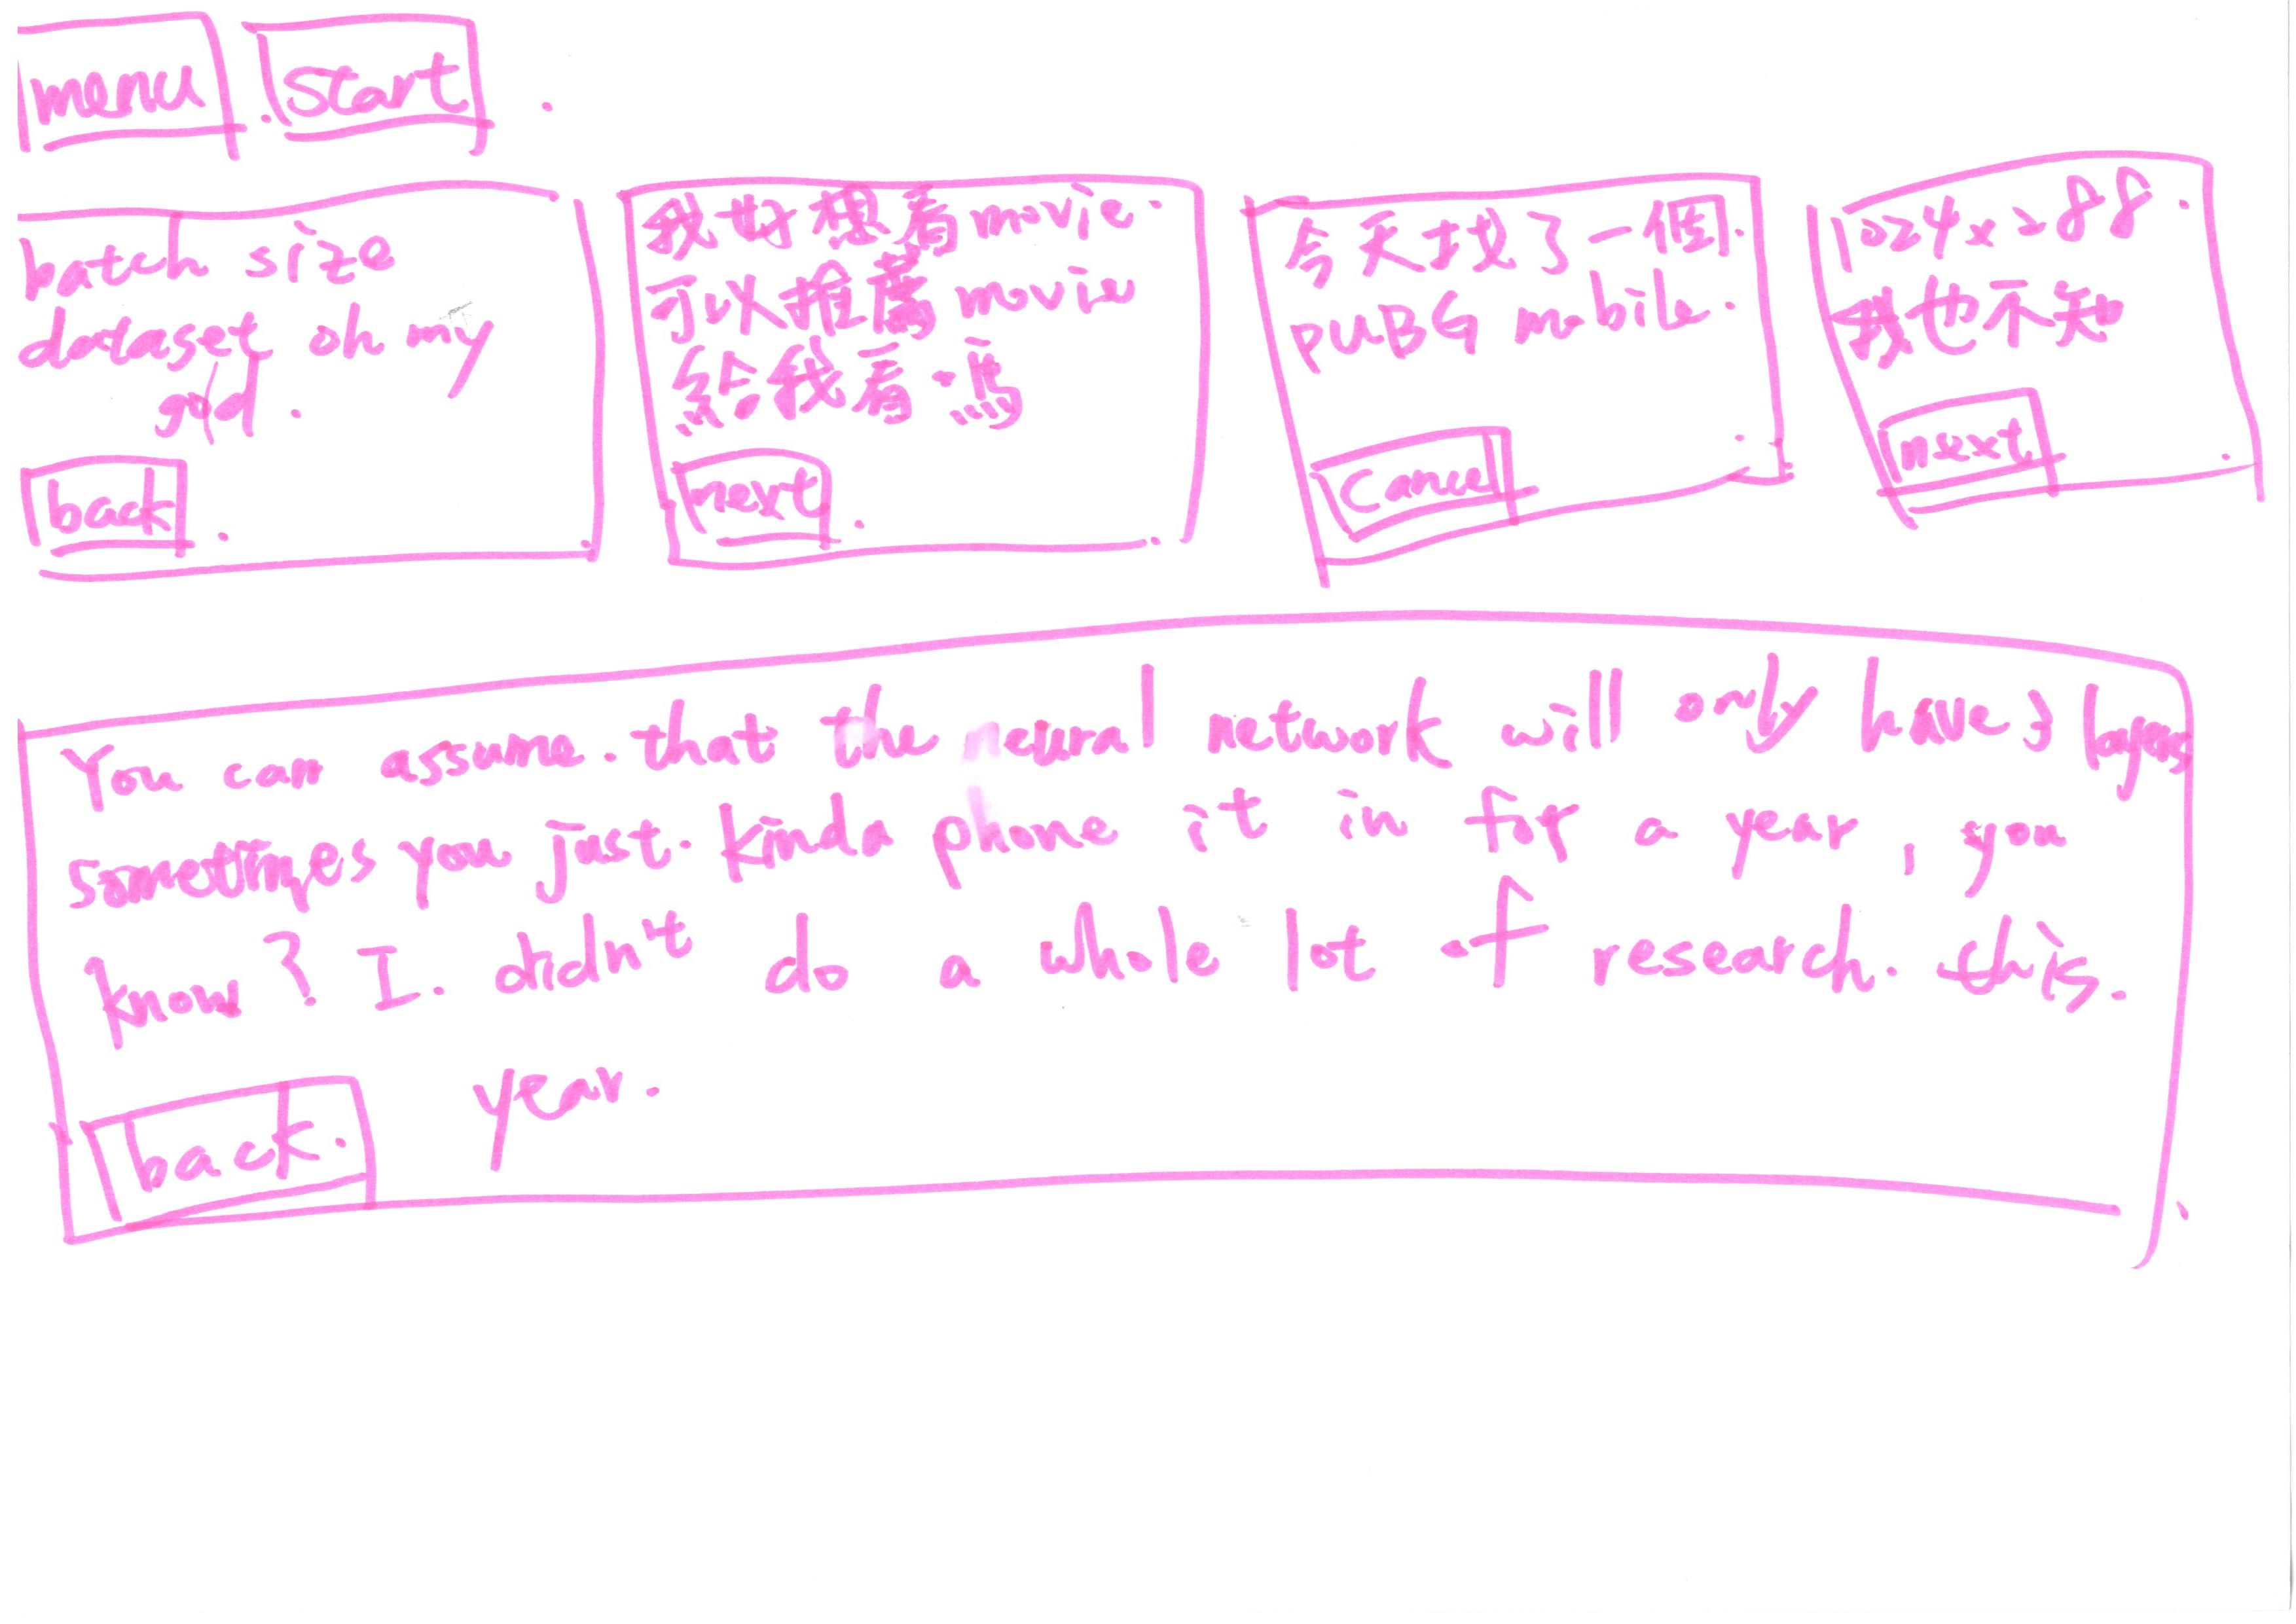 menu . Start .
batch size
dataset oh my
god .
back .
我好想看movie.
可以推薦movie
給我看嗎
next .
今天找了一個.
PUBG mobile.
Cancel
1024x288.
我也不知
next
You can assume. that the neural network will only have 3 layers
sometimes you just. kinda phone it in for a year, you
know? I. didn't do a whole lot of research. this.
year.
back.